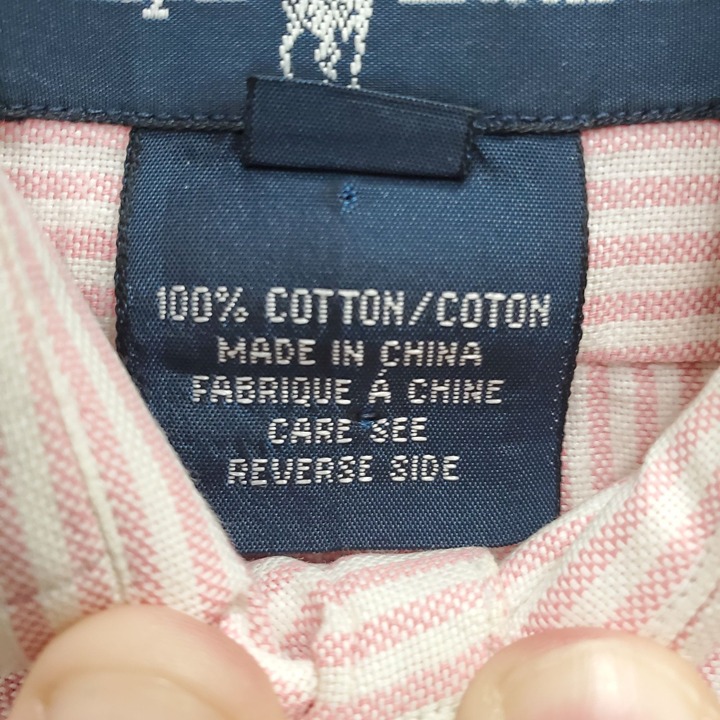 100% COTTON/COTON
MADE IN CHINA
FABRIQUE Á CHINE
CARE SEE
REVERSE SIDE